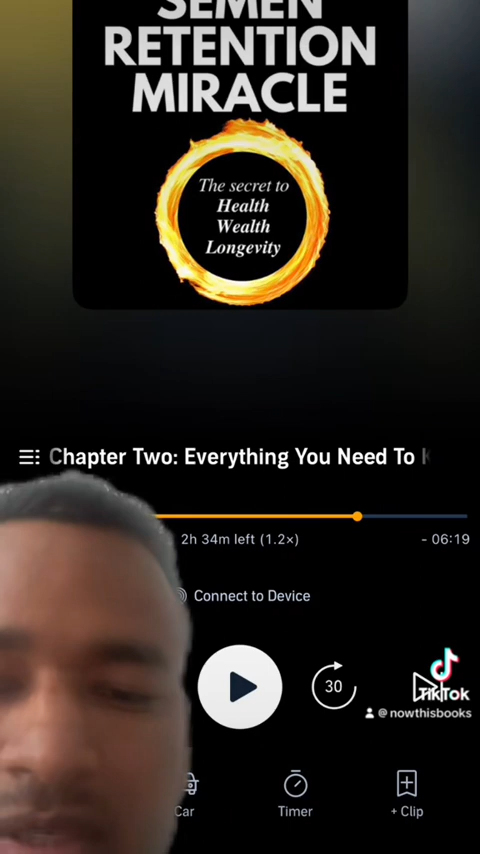 SEMEN
RETENTION
MIRACLE
The secret to
Health
Wealth
Longevity
Chapter Two: Everything You Need To
2h 34m left (1.2×)
- 06:19
Connect to Device
30
TikTok
@nowthisbooks
Car
Timer
+ Clip